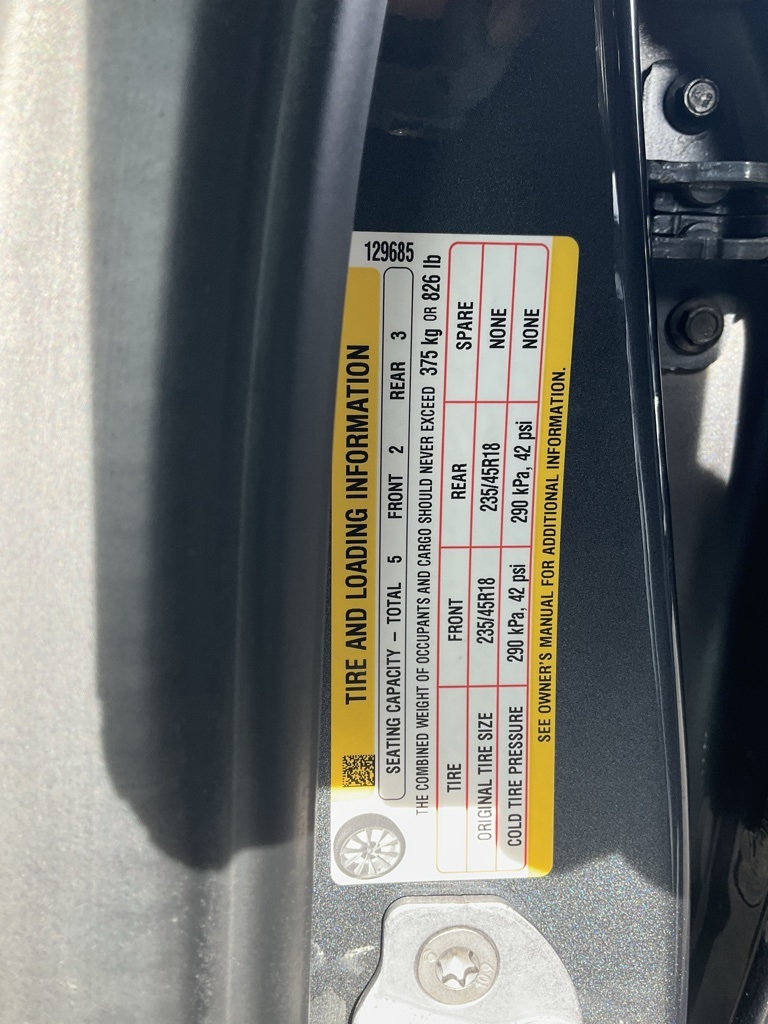 129685
TIRE AND LOADING INFORMATION
SEATING CAPACITY – TOTAL 5 FRONT 2 REAR 3
THE COMBINED WEIGHT OF OCCUPANTS AND CARGO SHOULD NEVER EXCEED 375 kg OR 826 lb
TIRE FRONT REAR SPARE
ORIGINAL TIRE SIZE 235/45R18 235/45R18 NONE
COLD TIRE PRESSURE 290 kPa, 42 psi 290 kPa, 42 psi NONE
SEE OWNER'S MANUAL FOR ADDITIONAL INFORMATION.